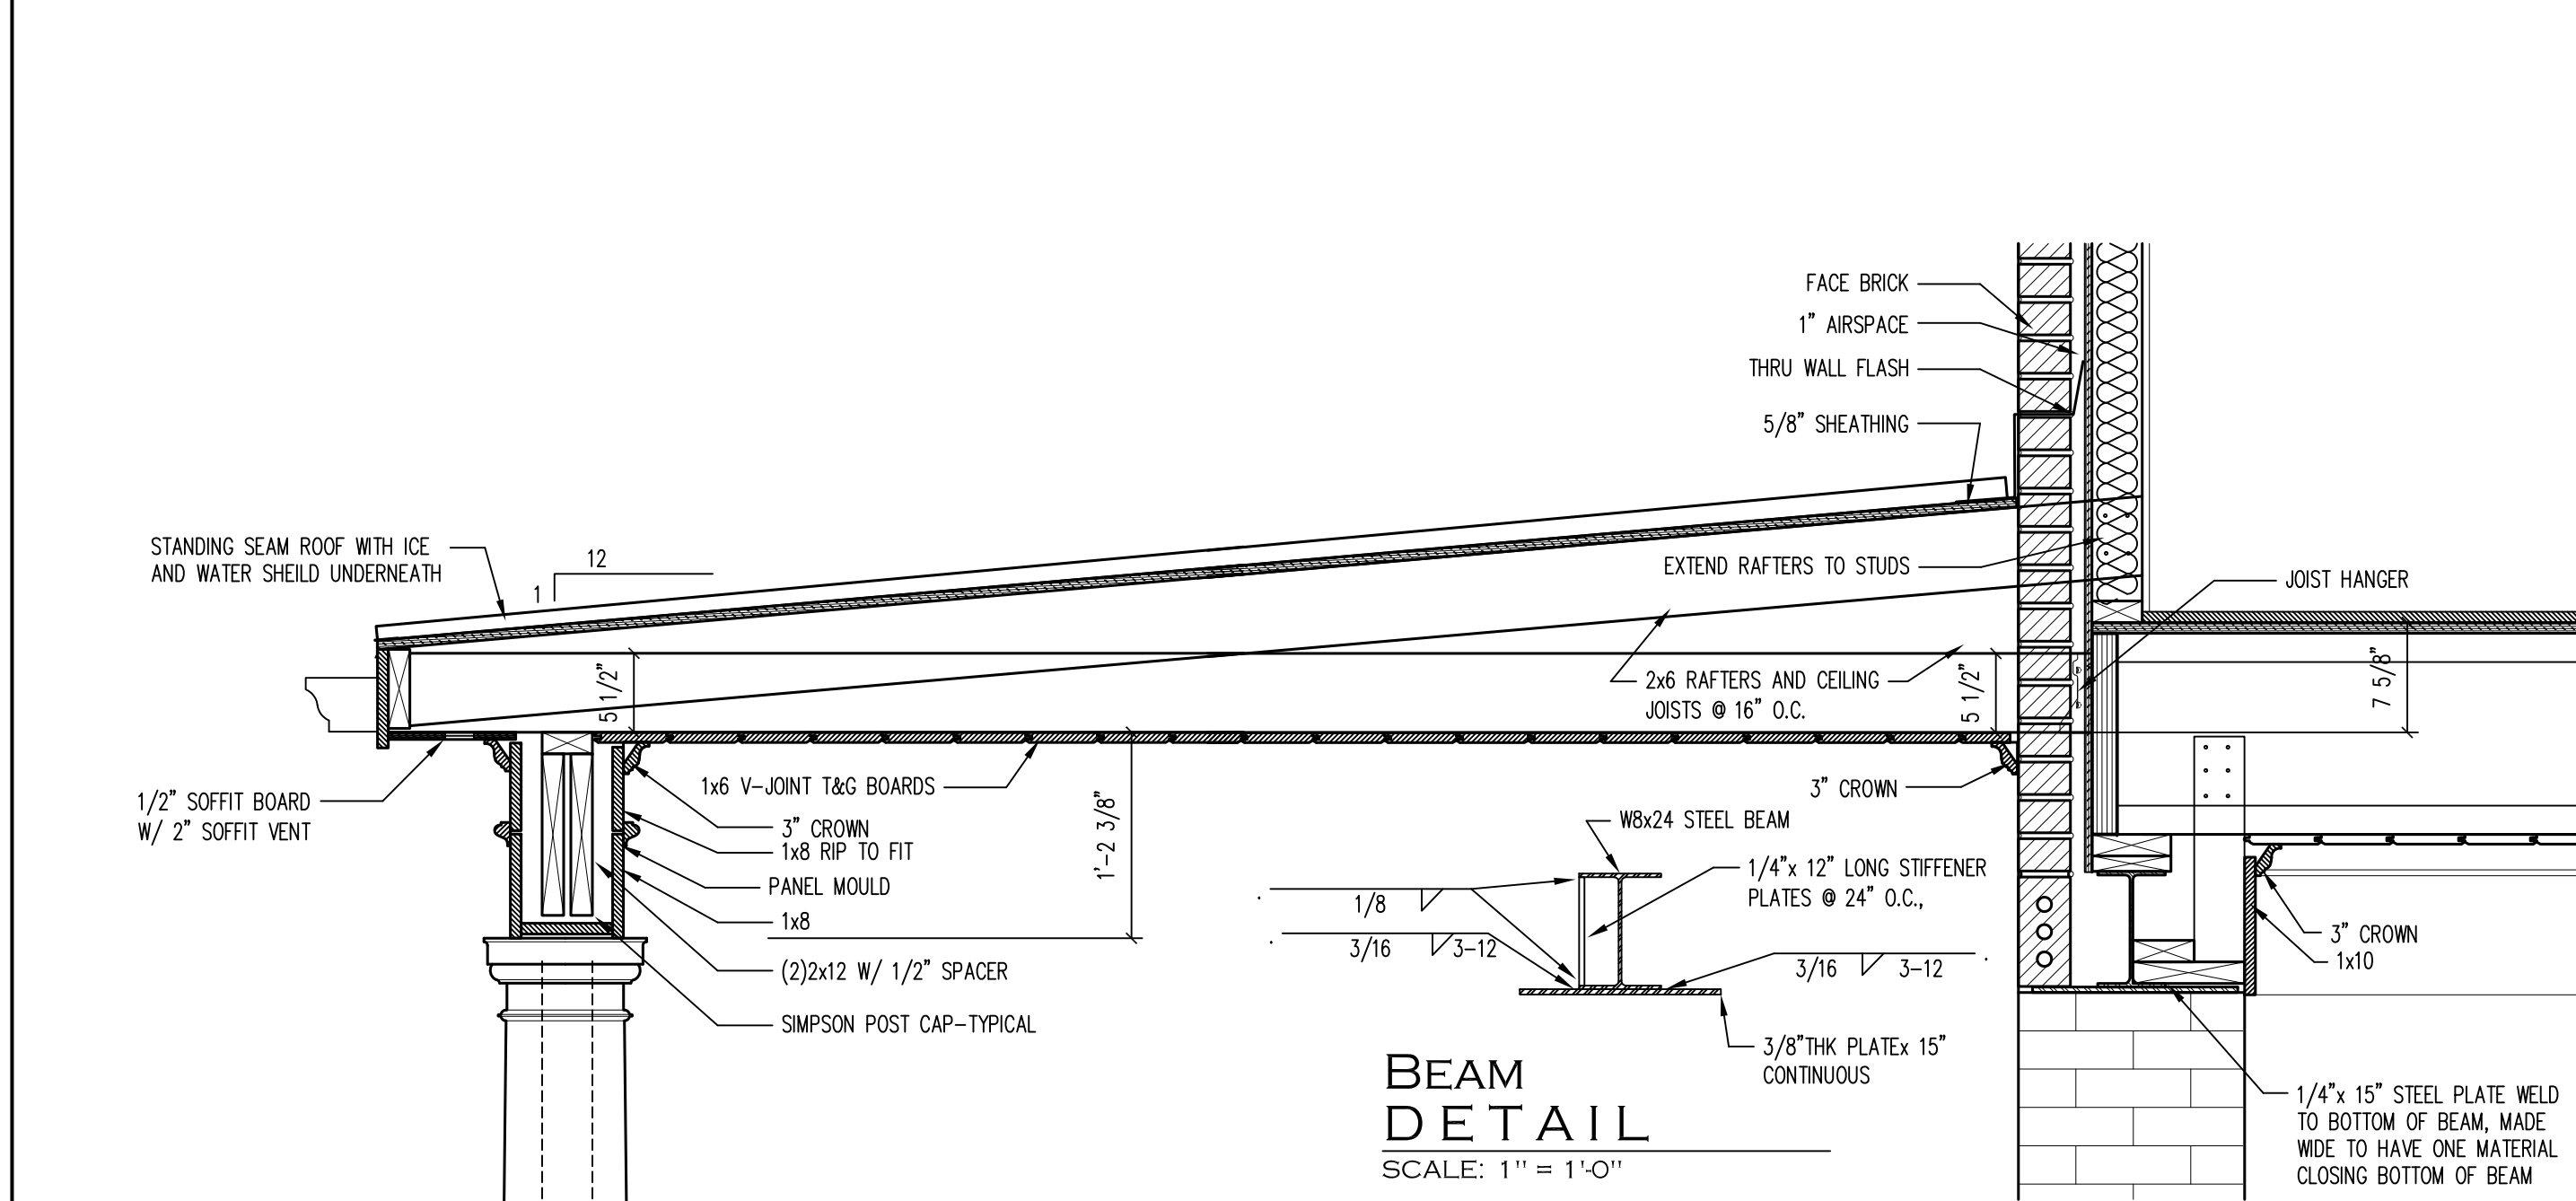 FACE BRICK
1" AIRSPACE
THRU WALL FLASH
5/8" SHEATHING
STANDING SEAM ROOF WITH ICE
AND WATER SHEILD UNDERNEATH
12
1
EXTEND RAFTERS TO STUDS
JOIST HANGER
5 1/2"
2x6 RAFTERS AND CEILING
JOISTS @ 16" O.C.
5 1/2"
7 5/8"
1/2" SOFFIT BOARD
W/ 2" SOFFIT VENT
1x6 V-JOINT T&G BOARDS
3" CROWN
1x8 RIP TO FIT
PANEL MOULD
1x8
(2)2x12 W/ 1/2" SPACER
SIMPSON POST CAP-TYPICAL
1'-2 3/8"
3" CROWN
W8x24 STEEL BEAM
1/4"x 12" LONG STIFFENER
PLATES @ 24" O.C.,
1/8
3/16 3-12
3/16 3-12
3/8"THK PLATEx 15"
CONTINUOUS
BEAM
DETAIL
SCALE: 1" = 1'-0"
3" CROWN
1x10
1/4"x 15" STEEL PLATE WELD
TO BOTTOM OF BEAM, MADE
WIDE TO HAVE ONE MATERIAL
CLOSING BOTTOM OF BEAM